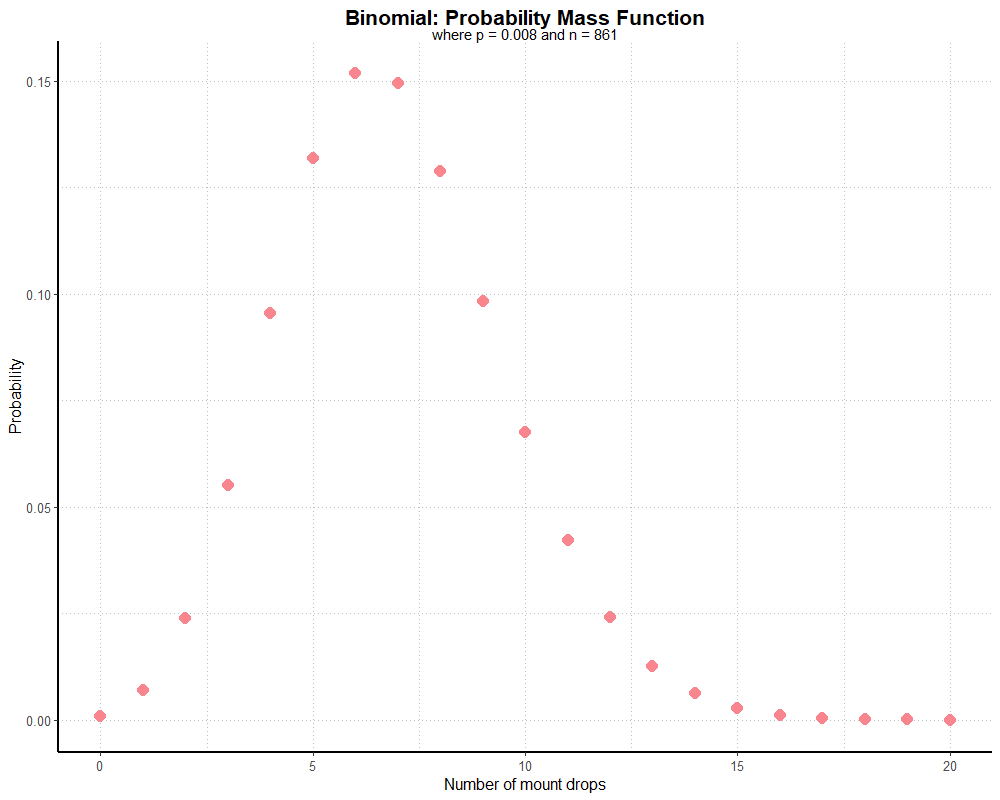 Binomial: Probability Mass Function
where p = 0.008 and n = 861
0.15
0.10
0.05
0.00
Probability
0 5 10 15 20
Number of mount drops